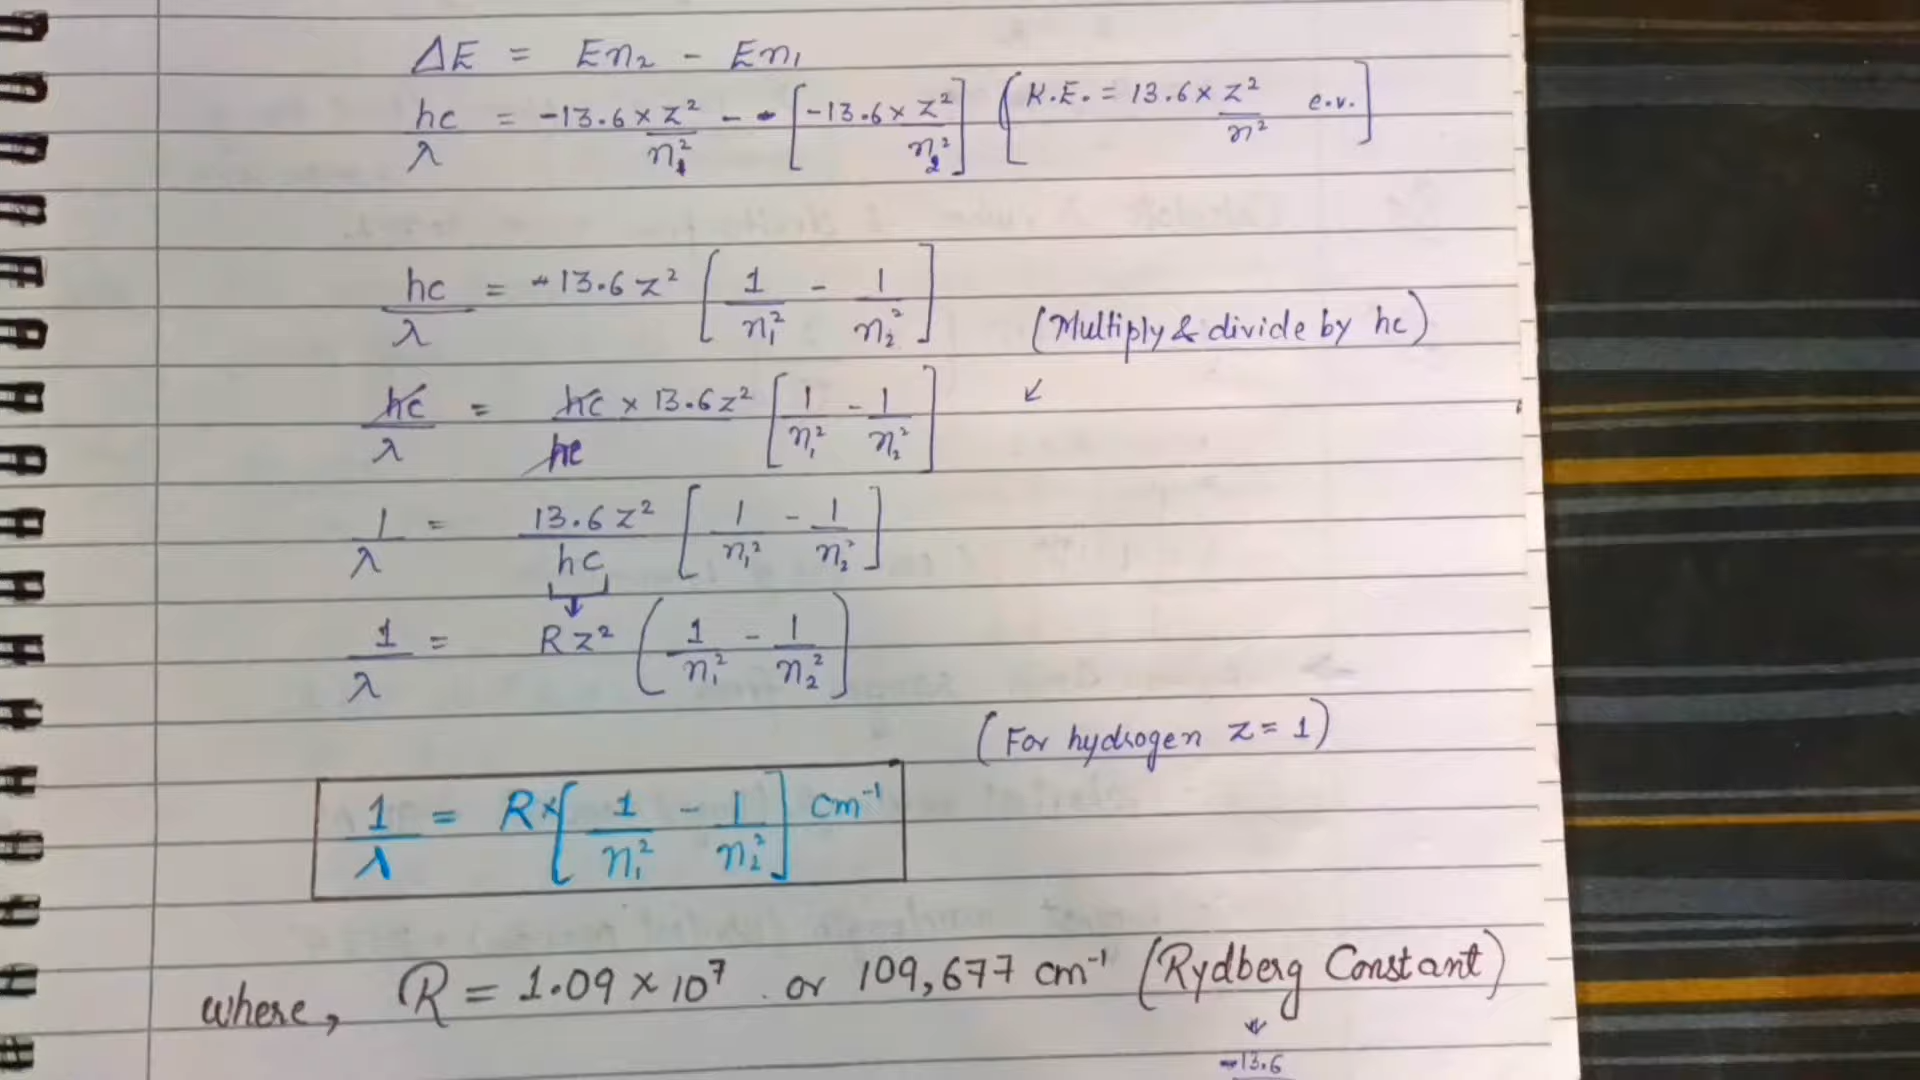 ΔE = En₂ - En₁
hc/λ = -13.6 × z²/n₁² - - [-13.6 × z²/n₂²] [K.E. = 13.6 × z²/n² e.v.]
hc/λ = -13.6 z² [1/n₁² - 1/n₂²]
(Multiply & divide by hc)
hc/λ = hc × 13.6 z²/hc [1/n₁² - 1/n₂²] ↙
1/λ = 13.6 z²/hc [1/n₁² - 1/n₂²]
1/λ = R z² (1/n₁² - 1/n₂²]
(For hydrogen z = 1)
1/λ = R × [1/n₁² - 1/n₂²] cm⁻¹
where, R = 1.09 × 10⁷ or 109,677 cm⁻¹ (Rydberg Constant)
-13.6